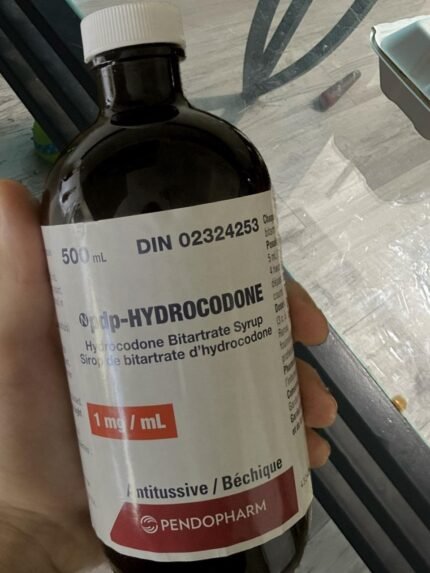 500 mL
DIN 02324253
pdp-HYDROCODONE
Hydrocodone Bitartrate Syrup
Sirop de bitartrate d'hydrocodone
1 mg / mL
Antitussive / Béchique
PENDOPHARM